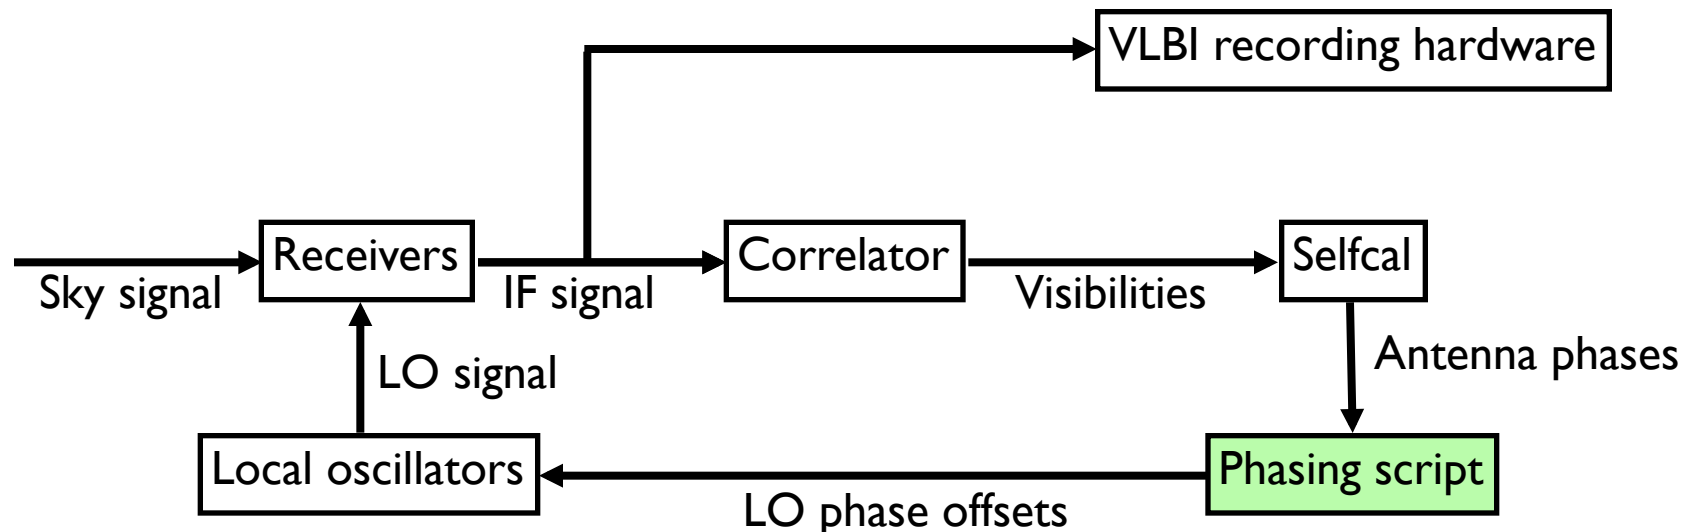 VLBI recording hardware
Receivers
Correlator
Selfcal
Sky signal
IF signal
Visibilities
LO signal
Antenna phases
Local oscillators
Phasing script
LO phase offsets